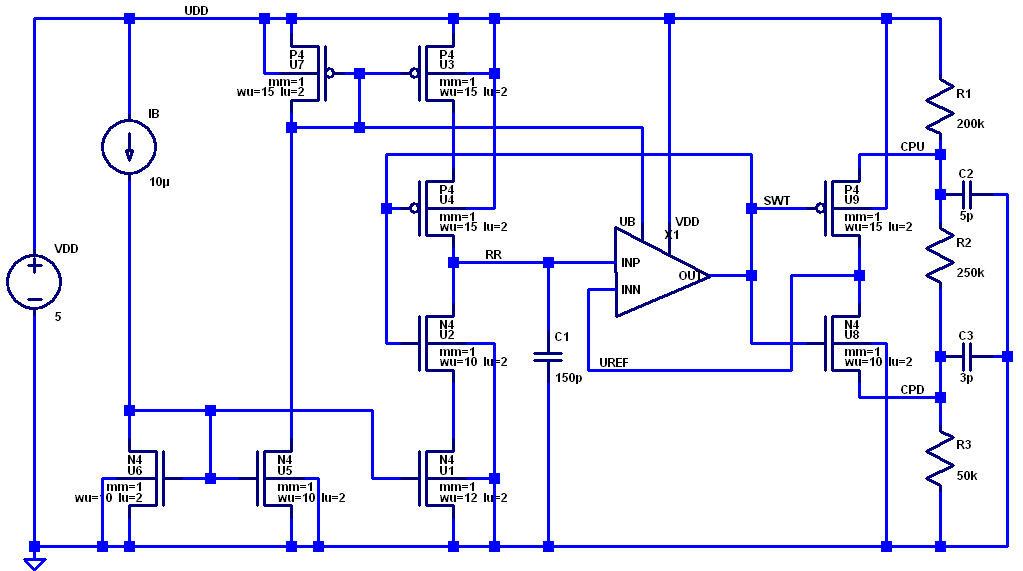 UDD
P4
U7
mm=1
wu=15 lu=2
P4
U3
mm=1
wu=15 lu=2
IB
10µ
R1
200k
CPU
C2
5p
P4
U4
mm=1
wu=15 lu=2
SWT
P4
U9
mm=1
wu=15 lu=2
UB
VDD
X1
INP
INN
OUT
RR
R2
250k
VDD
5
N4
U2
mm=1
wu=10 lu=2
C1
150p
UREF
N4
U8
mm=1
wu=10 lu=2
C3
3p
CPD
N4
U6
mm=1
wu=10 lu=2
N4
U5
mm=1
wu=10 lu=2
N4
U1
mm=1
wu=12 lu=2
R3
50k